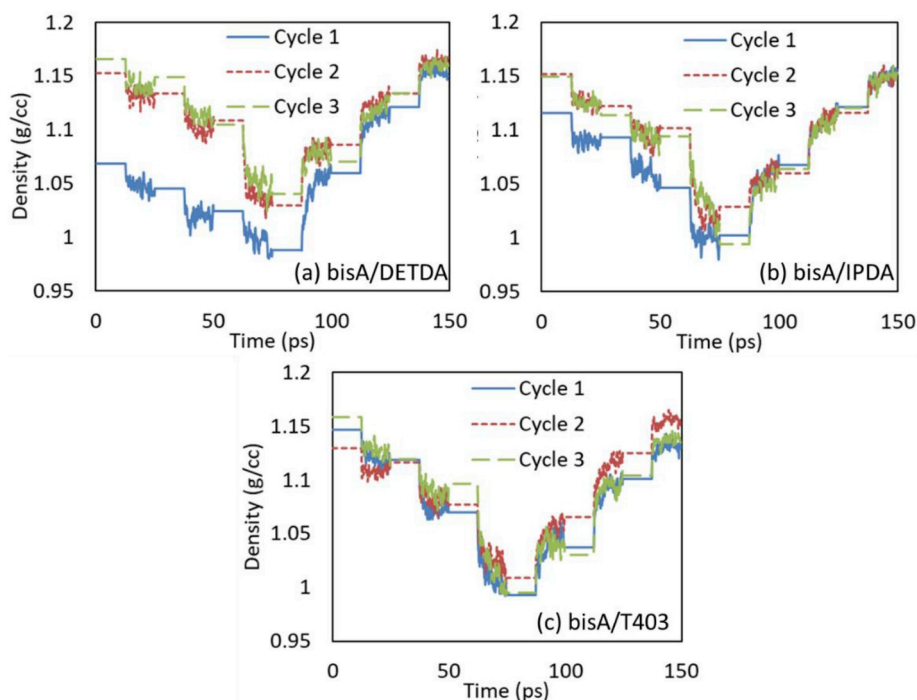 1.2
1.15
1.1
1.05
1
0.95
Density (g/cc)
Cycle 1
Cycle 2
Cycle 3
(a) bisA/DETDA
0 50 100 150
Time (ps)
1.2
1.15
1.1
1.05
1
0.95
Cycle 1
Cycle 2
Cycle 3
(b) bisA/IPDA
0 50 100 150
Time (ps)
1.2
1.15
1.1
1.05
1
0.95
Density (g/cc)
Cycle 1
Cycle 2
Cycle 3
(c) bisA/T403
0 50 100 150
Time (ps)